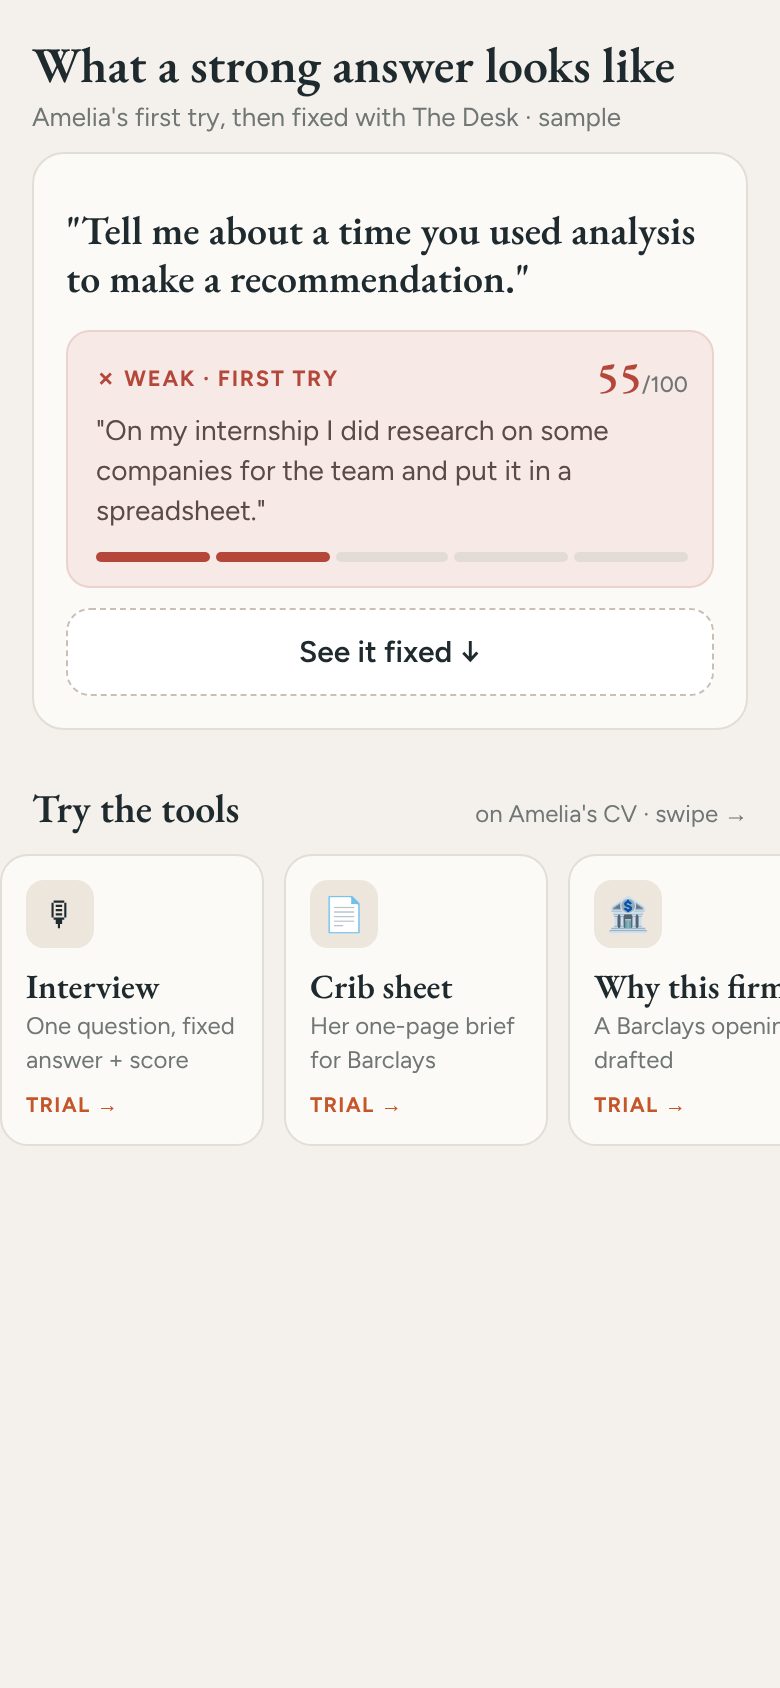 What a strong answer looks like
Amelia's first try, then fixed with The Desk · sample
"Tell me about a time you used analysis
to make a recommendation."
× WEAK · FIRST TRY
55/100
"On my internship I did research on some
companies for the team and put it in a
spreadsheet."
See it fixed ↓
Try the tools
on Amelia's CV · swipe →
Interview
One question, fixed
answer + score
TRIAL →
Crib sheet
Her one-page brief
for Barclays
TRIAL →
Why this firm
A Barclays openin
drafted
TRIAL →